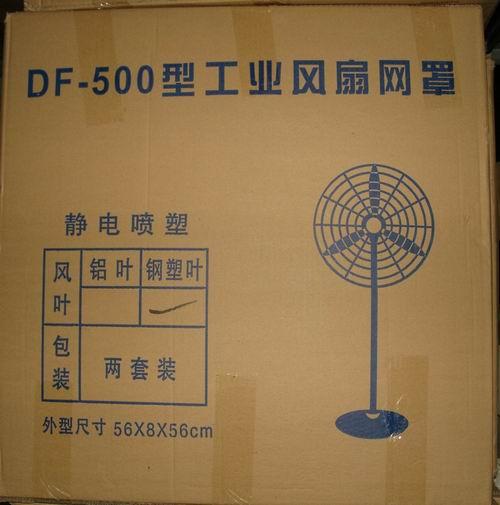 DF-500型工业风扇网罩
静电喷塑
风叶 铝叶 钢塑叶
包装 两套装
外型尺寸 56X8X56cm